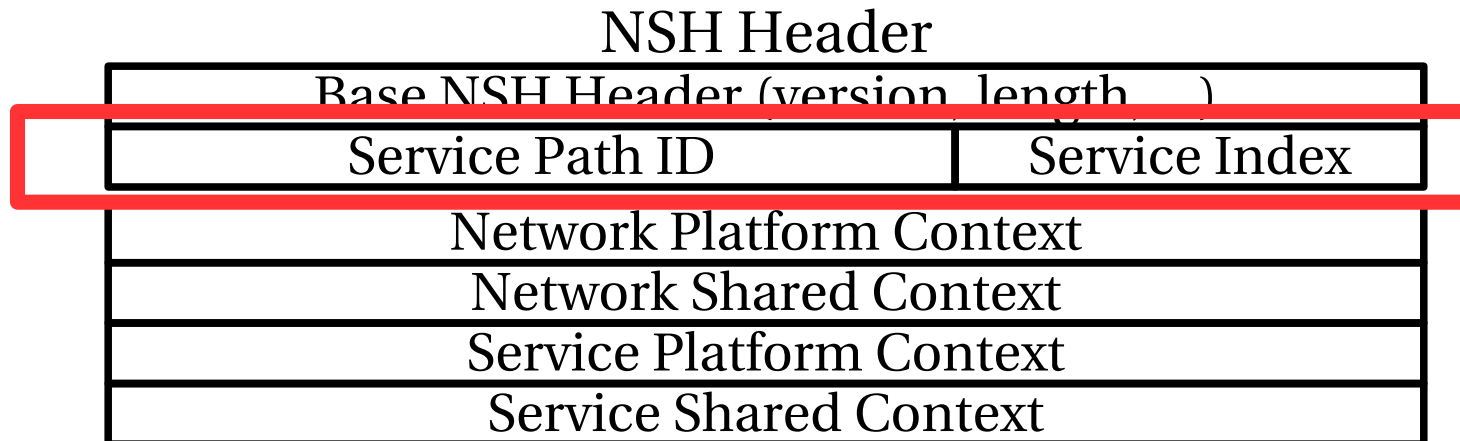 NSH Header
Base NSH Header (version, length, ...)
Service Path ID Service Index
Network Platform Context
Network Shared Context
Service Platform Context
Service Shared Context